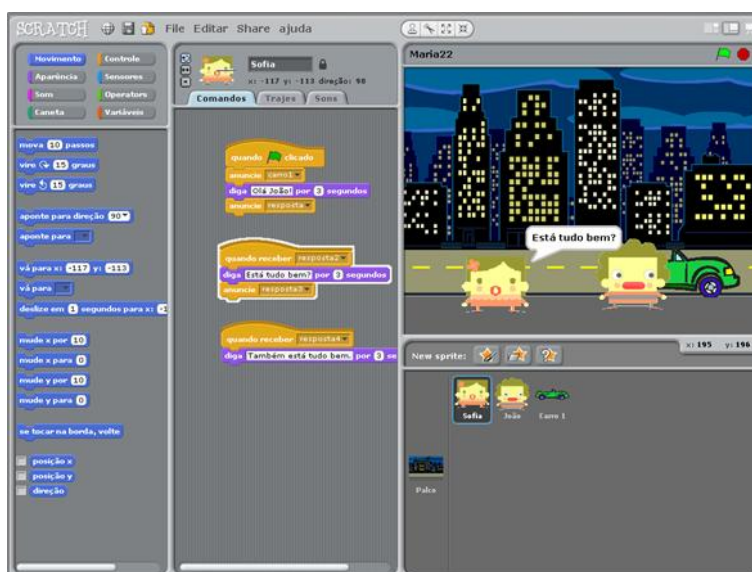 SCRATCH
File Editar Share ajuda
Movimento
Controle
Aparência
Sensores
Som
Operators
Caneta
Variáveis
mova 10 passos
vire 15 graus
vire 15 graus
aponte para direção 90
aponte para
vá para x: -117 y: -113
vá para
deslize em 1 segundos para x: -1
mude x por 10
mude x para 0
mude y por 10
mude y para 0
se tocar na borda, volte
posição x
posição y
direção
Sofia
x: -117 y: -113 direção: 90
Comandos
Trajes
Sons
quando clicado
anuncie carro1
diga Olá João! por 3 segundos
anuncie resposta
quando receber resposta2
diga Está tudo bem? por 3 segundos
anuncie resposta3
quando receber resposta4
diga Também está tudo bem. por 3 se
Maria22
Está tudo bem?
x: 195 y: 196
New sprite:
Sofia
João
Carro 1
Palco